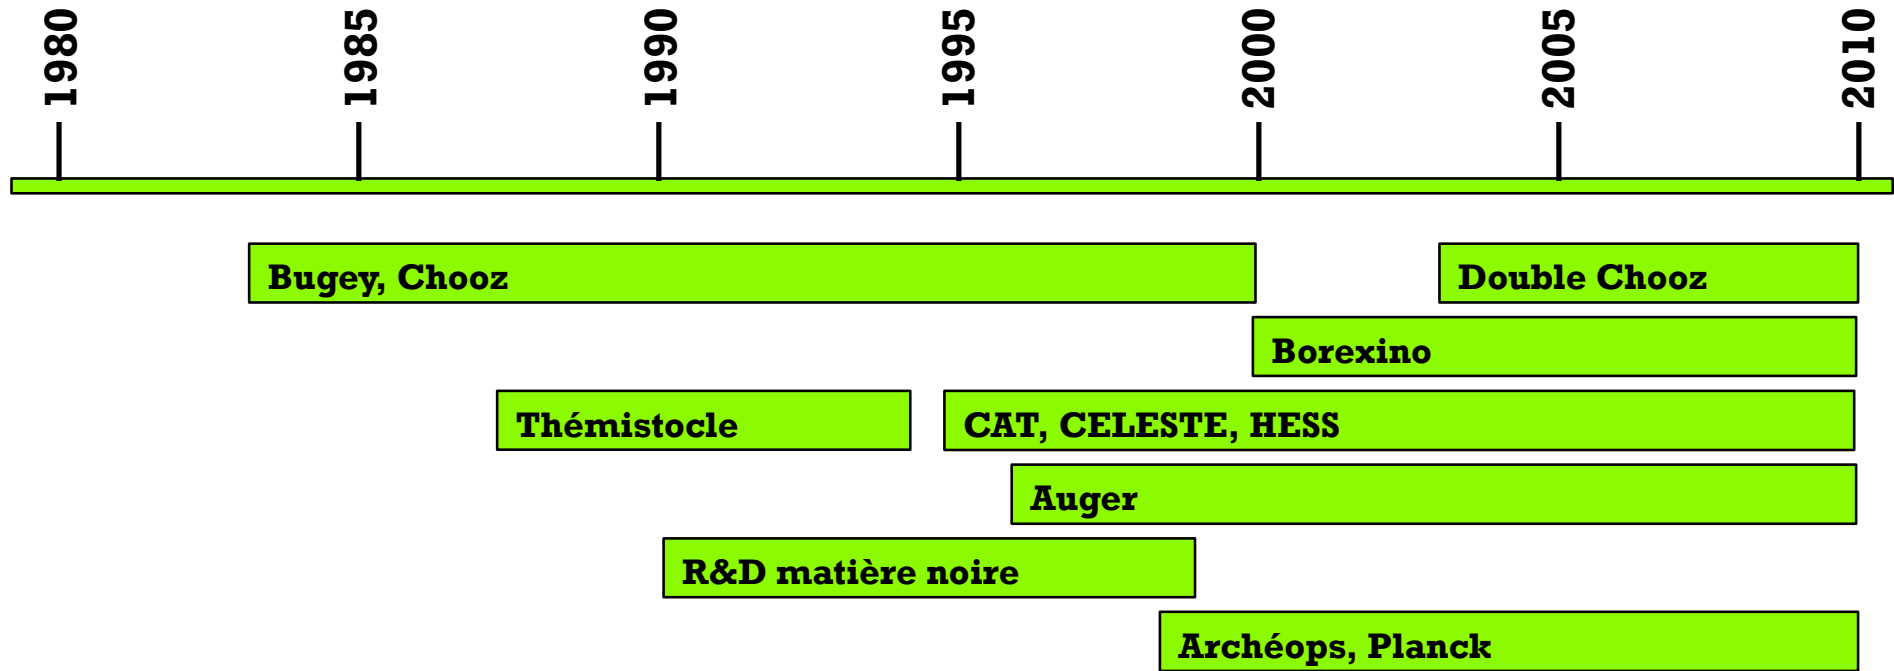 1980
1985
1990
1995
2000
2005
2010
Bugey, Chooz
Double Chooz
Borexino
Thémistocle
CAT, CELESTE, HESS
Auger
R&D matière noire
Archéops, Planck